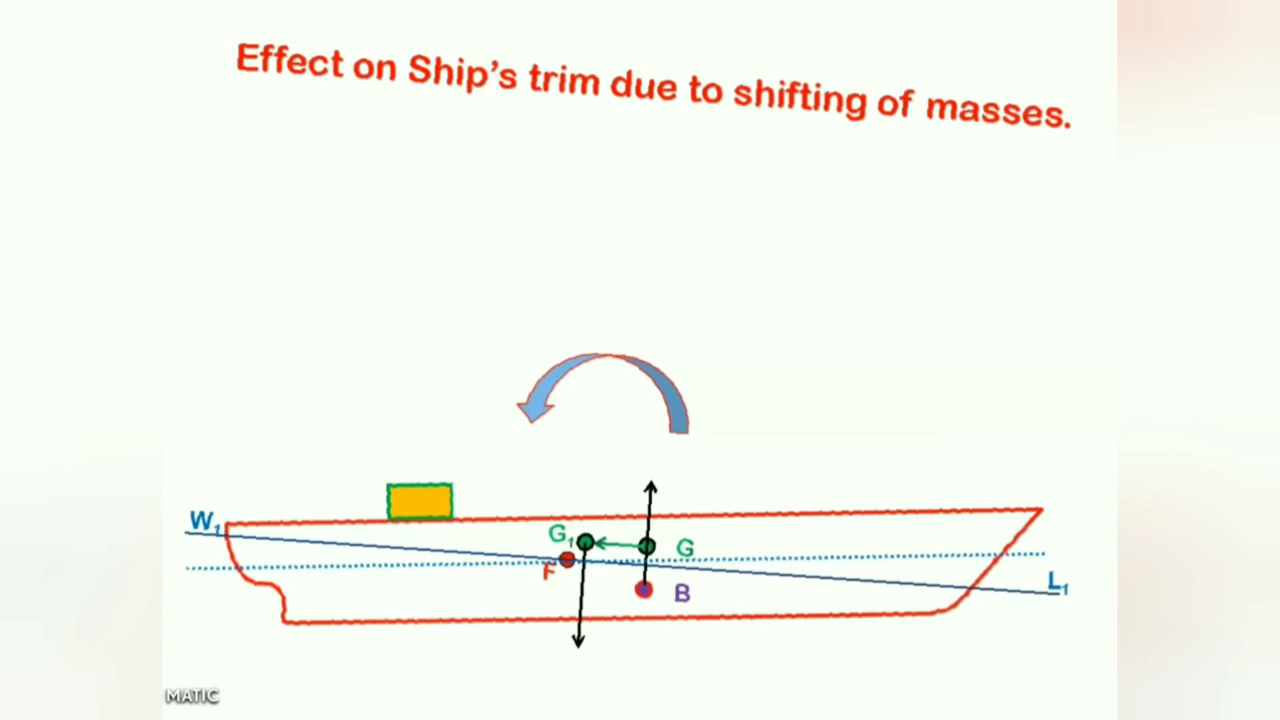 Effect on Ship's trim due to shifting of masses.
W₁
G₁
G
F
B
L₁
MATIC